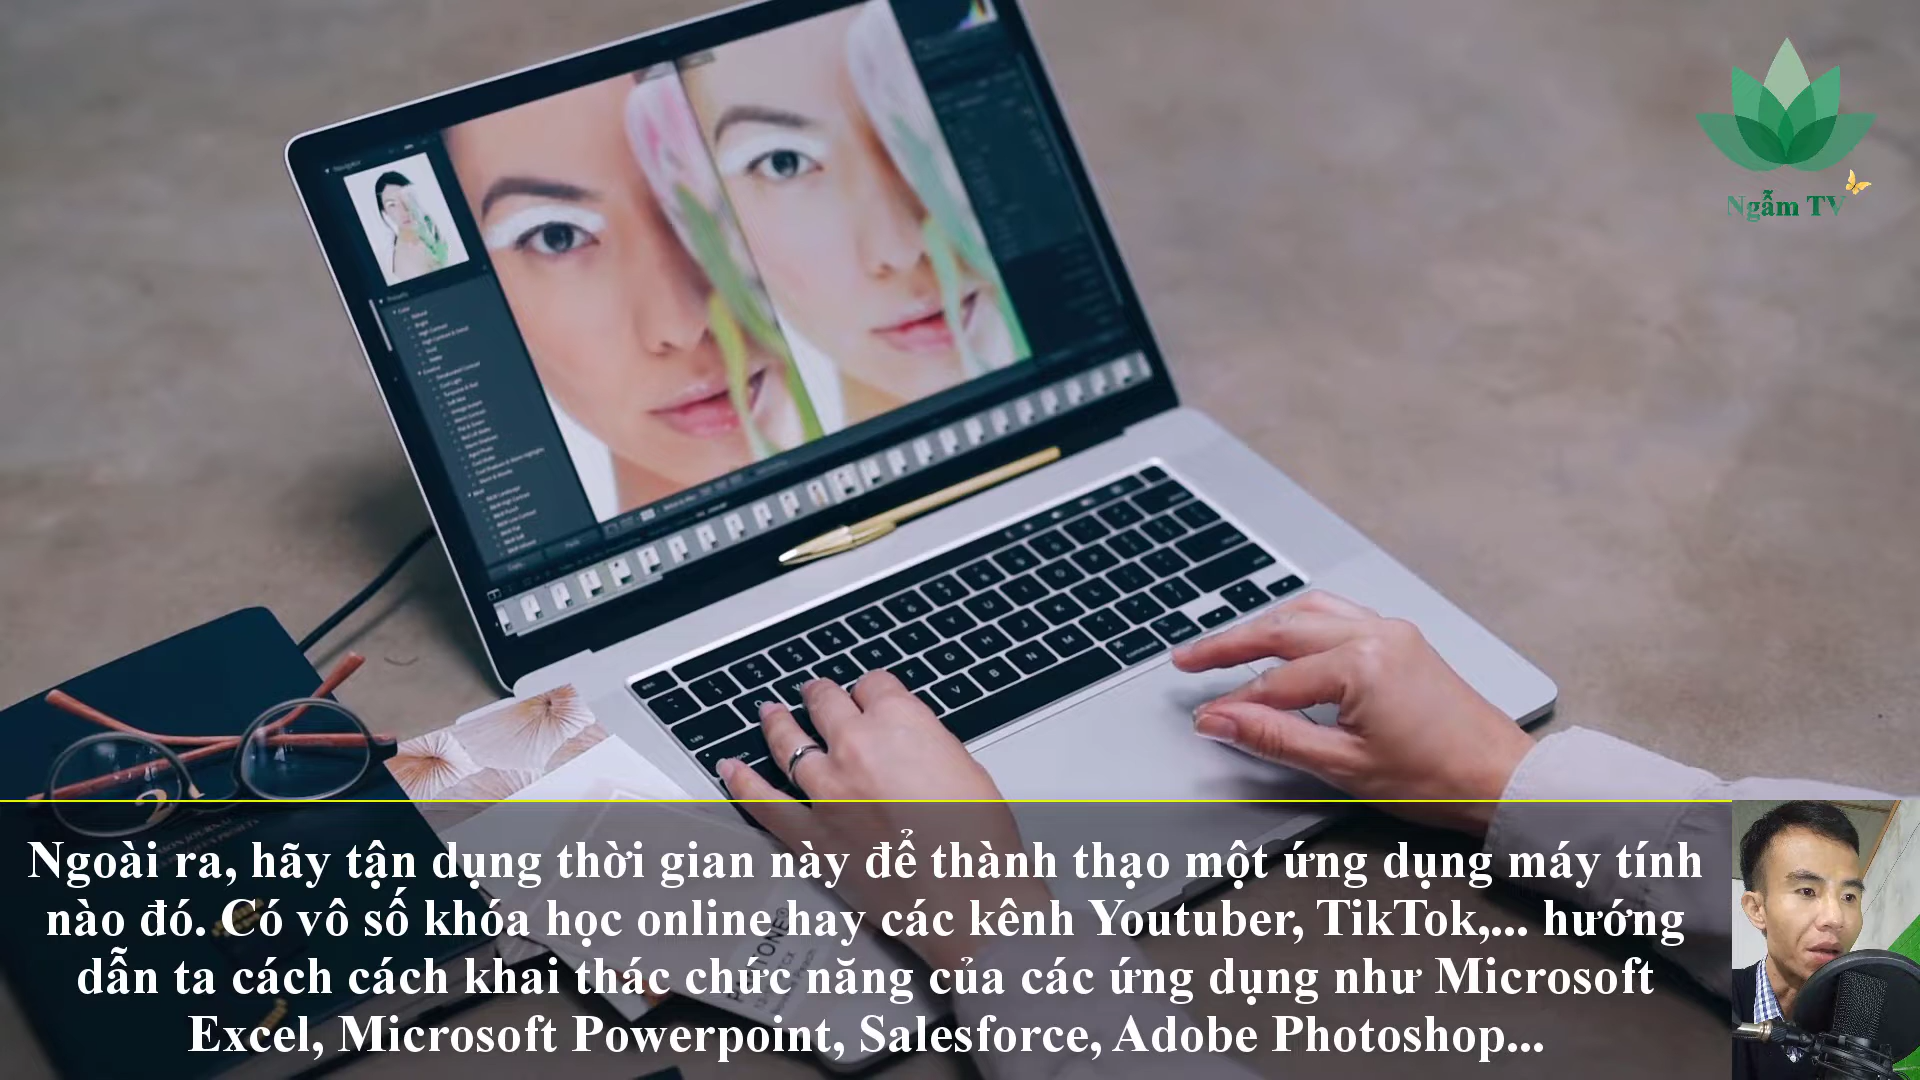 Ngẫm TV
Ngoài ra, hãy tận dụng thời gian này để thành thạo một ứng dụng máy tính
nào đó. Có vô số khóa học online hay các kênh Youtuber, TikTok,... hướng
dẫn ta cách cách khai thác chức năng của các ứng dụng như Microsoft
Excel, Microsoft Powerpoint, Salesforce, Adobe Photoshop...